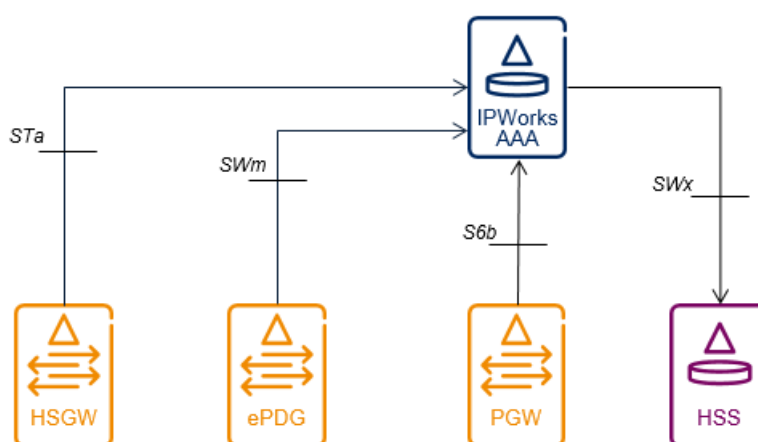 IPWorks
AAA
STa
SWm
SWx
S6b
HSGW
ePDG
PGW
HSS